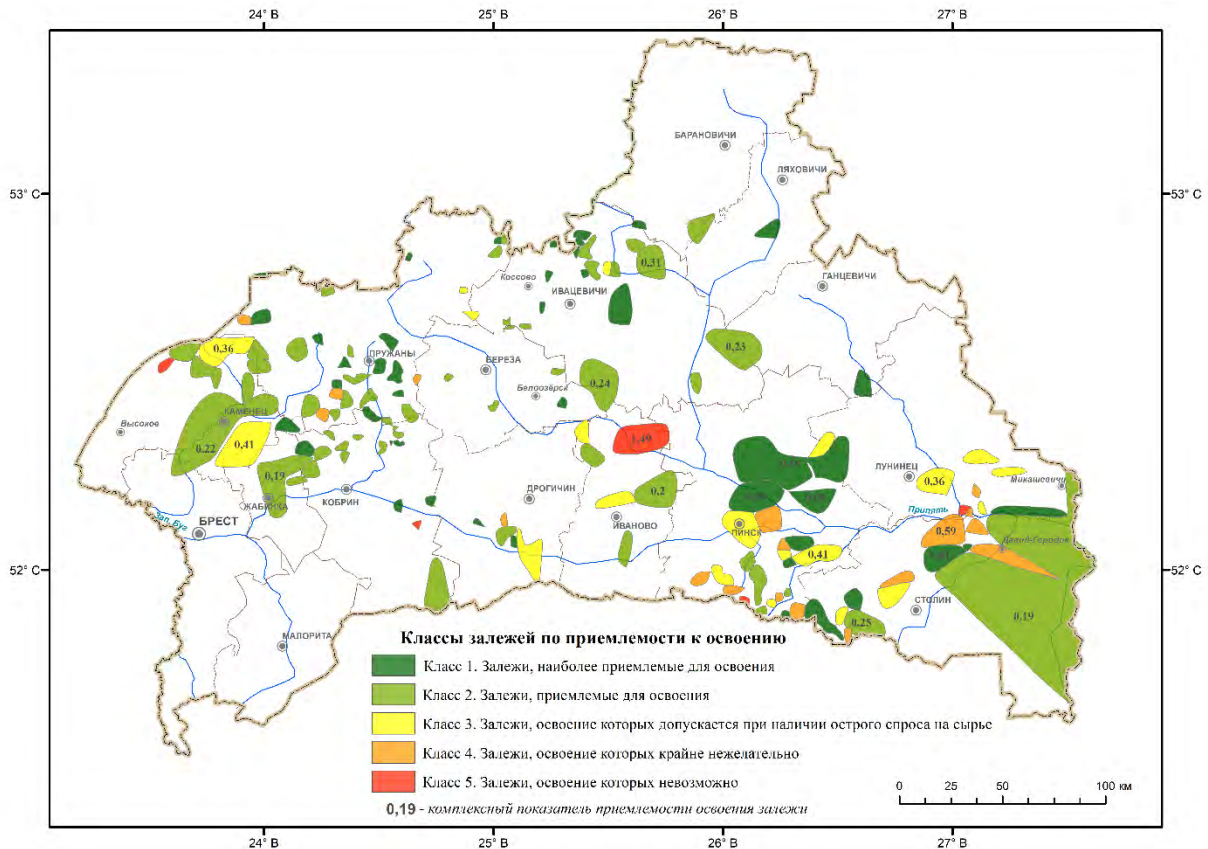 24° В
25° В
26° В
27° В
53° С
53° С
БАРАНОВИЧИ
ЛЯХОВИЧИ
0,31
Коссово
ИВАЦЕВИЧИ
ГАНЦЕВИЧИ
0,36
ПРУЖАНЫ
БЕРЕЗА
0,23
Белоозёрск
0,24
КАМЕНЕЦ
Высокое
0,22
0,41
0,19
ЖАБИНКА
КОБРИН
ДРОГИЧИН
0,2
ИВАНОВО
ЛУНИНЕЦ
0,36
Микашевичи
Зап. Буг
БРЕСТ
ПИНСК
Припять
0,59
0,41
52° С
52° С
СТОЛИН
0,25
0,19
МАЛОРИТА
Классы залежей по приемлемости к освоению
Класс 1. Залежи, наиболее приемлемые для освоения
Класс 2. Залежи, приемлемые для освоения
Класс 3. Залежи, освоение которых допускается при наличии острого спроса на сырье
Класс 4. Залежи, освоение которых крайне нежелательно
Класс 5. Залежи, освоение которых невозможно
0,19 - комплексный показатель приемлемости освоения залежи
0 25 50 100 км
24° В
25° В
26° В
27° В